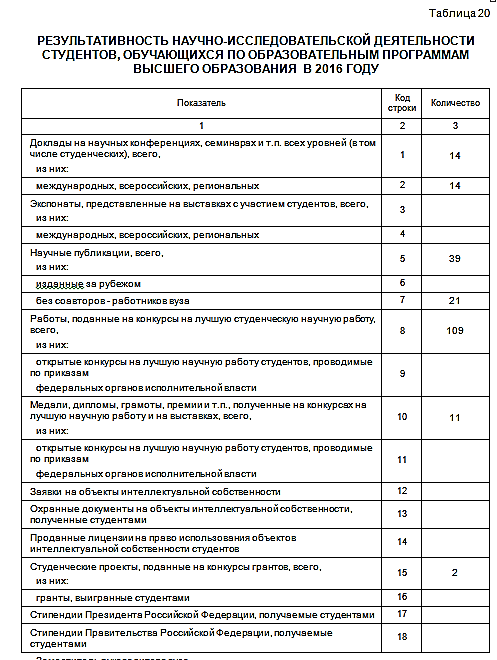 Таблица 20
РЕЗУЛЬТАТИВНОСТЬ НАУЧНО-ИССЛЕДОВАТЕЛЬСКОЙ ДЕЯТЕЛЬНОСТИ
СТУДЕНТОВ, ОБУЧАЮЩИХСЯ ПО ОБРАЗОВАТЕЛЬНЫМ ПРОГРАММАМ
ВЫСШЕГО ОБРАЗОВАНИЯ В 2016 ГОДУ
Показатель Код строки Количество
1 2 3
Доклады на научных конференциях, семинарах и т.п. всех уровней (в том
числе студенческих), всего, 1 14
из них:
международных, всероссийских, региональных 2 14
Экспонаты, представленные на выставках с участием студентов, всего, 3
из них:
международных, всероссийских, региональных 4
Научные публикации, всего, 5 39
из них:
изданные за рубежом 6
без соавторов - работников вуза 7 21
Работы, поданные на конкурсы на лучшую студенческую научную работу,
всего, 8 109
из них:
открытые конкурсы на лучшую научную работу студентов, проводимые
по приказам 9
федеральных органов исполнительной власти
Медали, дипломы, грамоты, премии и т.п., полученные на конкурсах на
лучшую научную работу и на выставках, всего, 10 11
из них:
открытые конкурсы на лучшую научную работу студентов, проводимые
по приказам 11
федеральных органов исполнительной власти
Заявки на объекты интеллектуальной собственности 12
Охранные документы на объекты интеллектуальной собственности,
полученные студентами 13
Проданные лицензии на право использования объектов
интеллектуальной собственности студентов 14
Студенческие проекты, поданные на конкурсы грантов, всего, 15 2
из них:
гранты, выигранные студентами 16
Стипендии Президента Российской Федерации, получаемые студентами 17
Стипендии Правительства Российской Федерации, получаемые
студентами 18